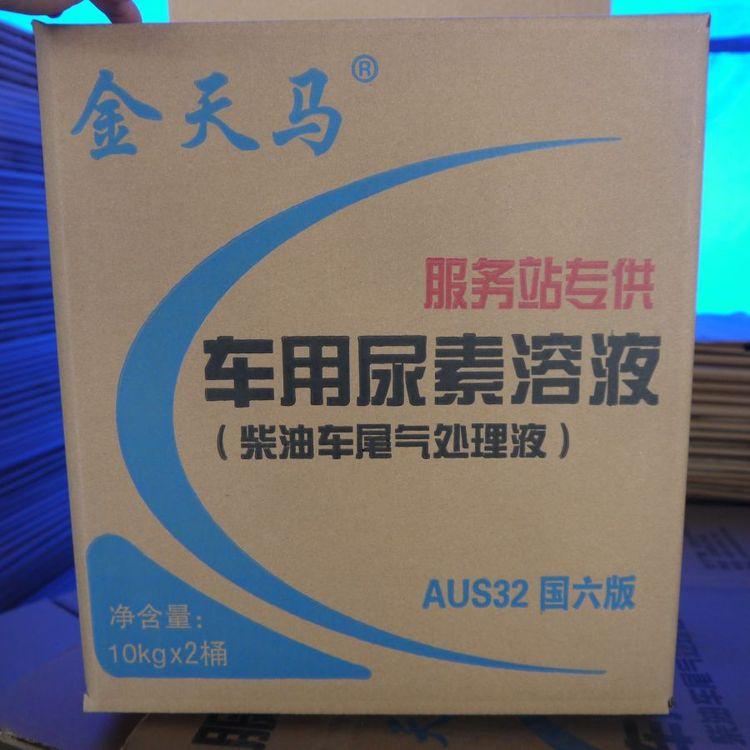 金天马®
服务站专供
车用尿素溶液
(柴油车尾气处理液)
AUS32 国六版
净含量:
10kgx2桶